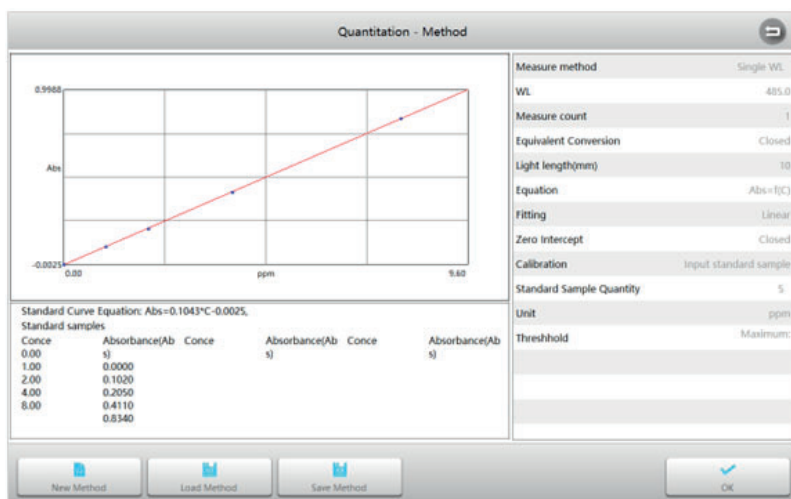 Quantitation - Method
0.9988
Abs
-0.0025
0.00
ppm
9.60
Standard Curve Equation: Abs=0.1043*C-0.0025,
Standard samples
Conce Absorbance(Ab Conce Absorbance(Ab Conce Absorbance(Ab
0.00 s) s) s)
1.00 0.0000
2.00 0.1020
4.00 0.2050
8.00 0.4110
0.8340
Measure method Single WL
WL 485.0
Measure count 1
Equivalent Conversion Closed
Light length(mm) 10
Equation Abs=f(C)
Fitting Linear
Zero Intercept Closed
Calibration Input standard sample
Standard Sample Quantity 5
Unit ppm
Threshhold Maximum:
New Method
Load Method
Save Method
OK